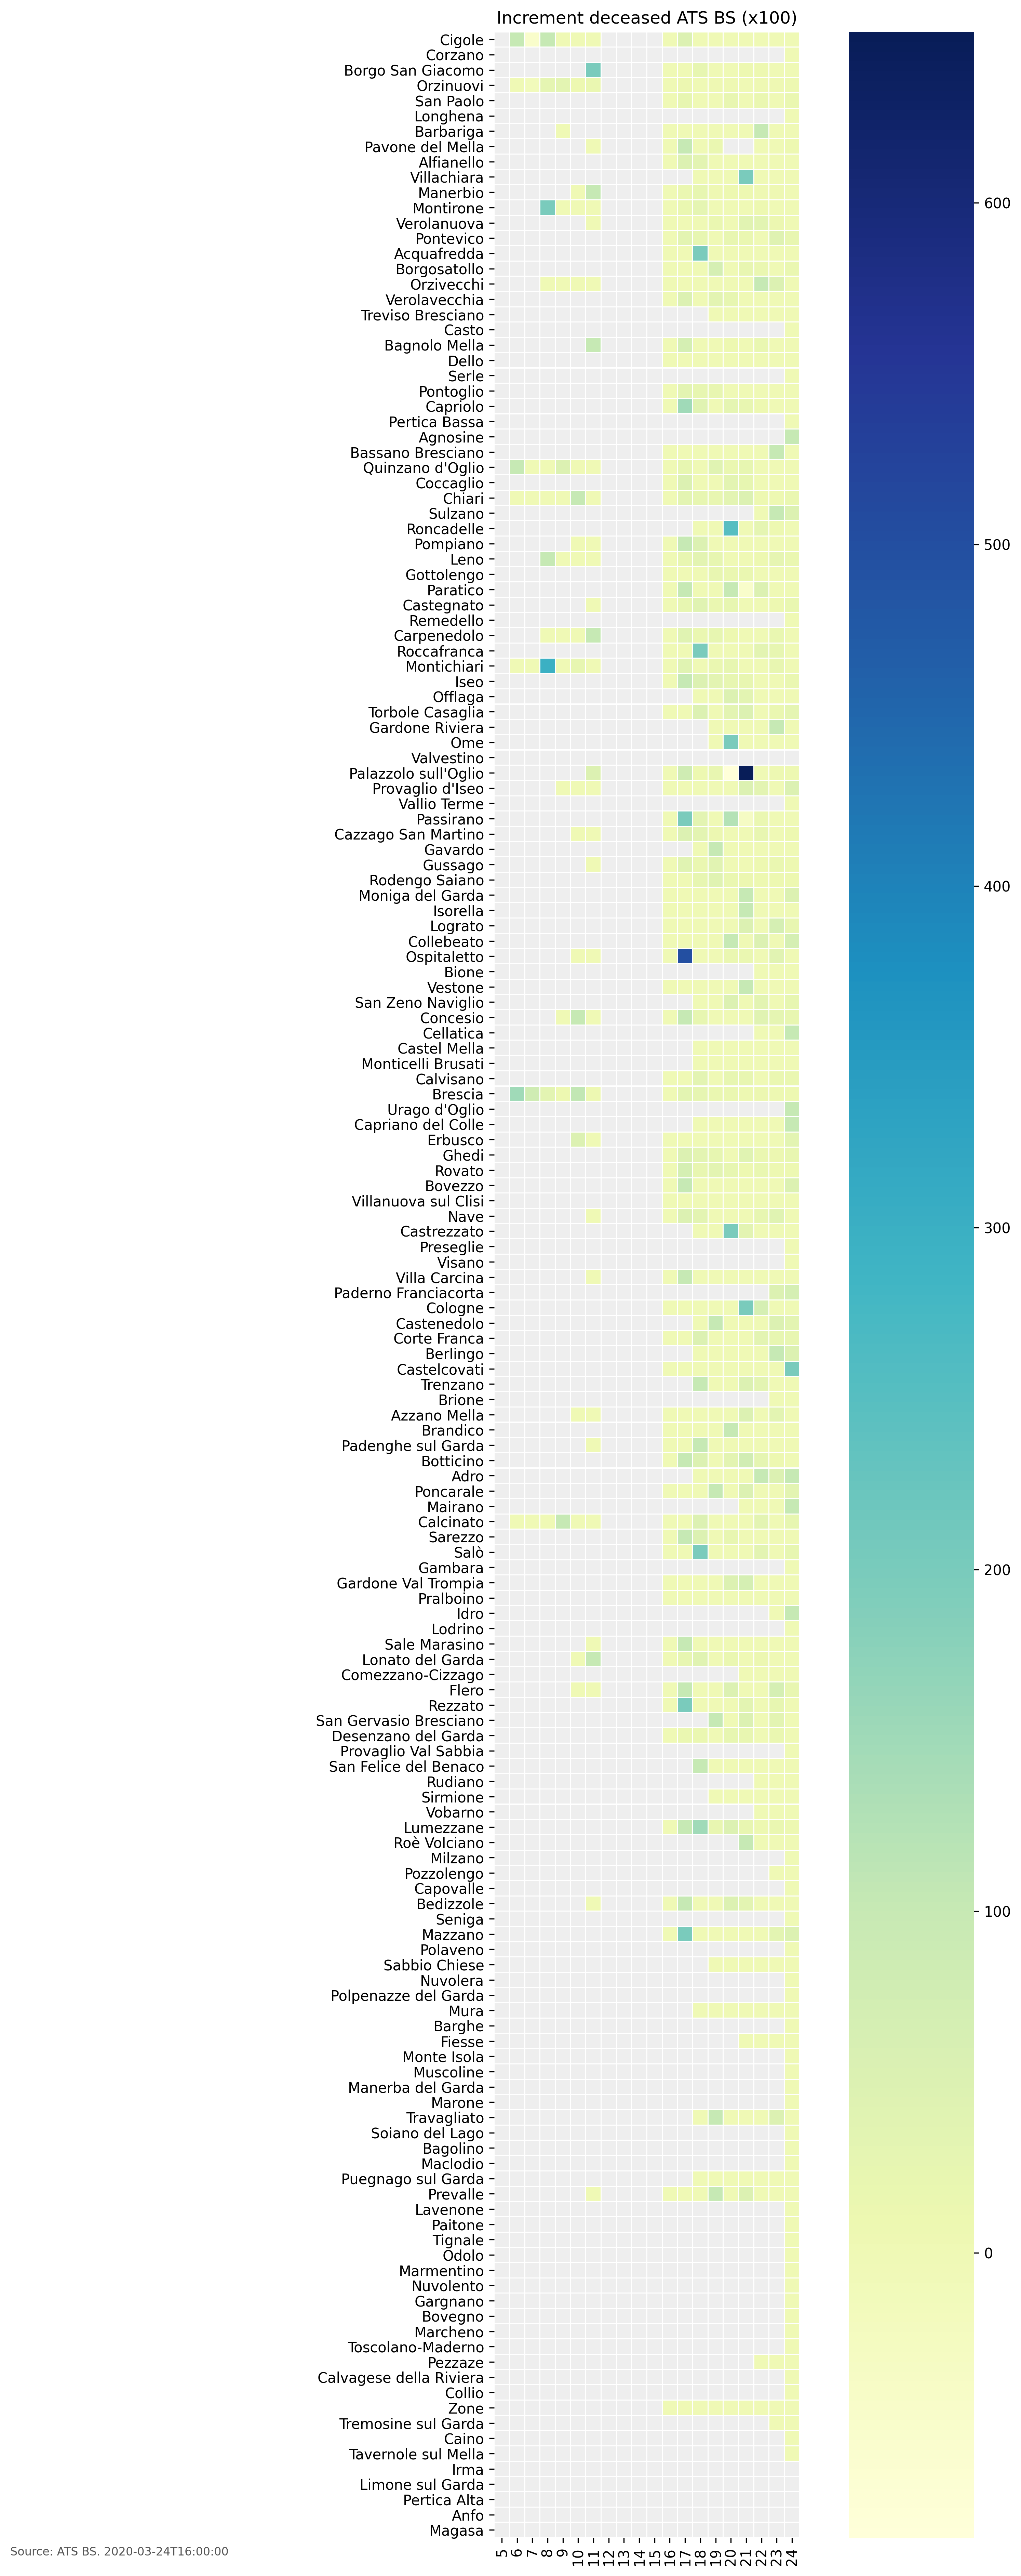 Increment deceased ATS BS (x100)
Cigole
Corzano
Borgo San Giacomo
Orzinuovi
San Paolo
Longhena
Barbariga
Pavone del Mella
Alfianello
Villachiara
Manerbio
Montirone
Verolanuova
Pontevico
Acquafredda
Borgosatollo
Orzivecchi
Verolavecchia
Treviso Bresciano
Casto
Bagnolo Mella
Dello
Serle
Pontoglio
Capriolo
Pertica Bassa
Agnosine
Bassano Bresciano
Quinzano d'Oglio
Coccaglio
Chiari
Sulzano
Roncadelle
Pompiano
Leno
Gottolengo
Paratico
Castegnato
Remedello
Carpenedolo
Roccafranca
Montichiari
Iseo
Offlaga
Torbole Casaglia
Gardone Riviera
Ome
Valvestino
Palazzolo sull'Oglio
Provaglio d'Iseo
Vallio Terme
Passirano
Cazzago San Martino
Gavardo
Gussago
Rodengo Saiano
Moniga del Garda
Isorella
Lograto
Collebeato
Ospitaletto
Bione
Vestone
San Zeno Naviglio
Concesio
Cellatica
Castel Mella
Monticelli Brusati
Calvisano
Brescia
Urago d'Oglio
Capriano del Colle
Erbusco
Ghedi
Rovato
Bovezzo
Villanuova sul Clisi
Nave
Castrezzato
Preseglie
Visano
Villa Carcina
Paderno Franciacorta
Cologne
Castenedolo
Corte Franca
Berlingo
Castelcovati
Trenzano
Brione
Azzano Mella
Brandico
Padenghe sul Garda
Botticino
Adro
Poncarale
Mairano
Calcinato
Sarezzo
Salò
Gambara
Gardone Val Trompia
Pralboino
Idro
Lodrino
Sale Marasino
Lonato del Garda
Comezzano-Cizzago
Flero
Rezzato
San Gervasio Bresciano
Desenzano del Garda
Provaglio Val Sabbia
San Felice del Benaco
Rudiano
Sirmione
Vobarno
Lumezzane
Roè Volciano
Milzano
Pozzolengo
Capovalle
Bedizzole
Seniga
Mazzano
Polaveno
Sabbio Chiese
Nuvolera
Polpenazze del Garda
Mura
Barghe
Fiesse
Monte Isola
Muscoline
Manerba del Garda
Marone
Travagliato
Soiano del Lago
Bagolino
Maclodio
Puegnago sul Garda
Prevalle
Lavenone
Paitone
Tignale
Odolo
Marmentino
Nuvolento
Gargnano
Bovegno
Marcheno
Toscolano-Maderno
Pezzaze
Calvagese della Riviera
Collio
Zone
Tremosine sul Garda
Caino
Tavernole sul Mella
Irma
Limone sul Garda
Pertica Alta
Anfo
Magasa
5 6 7 8 9 10 11 12 13 14 15 16 17 18 19 20 21 22 23 24
600
500
400
300
200
100
0
Source: ATS BS. 2020-03-24T16:00:00